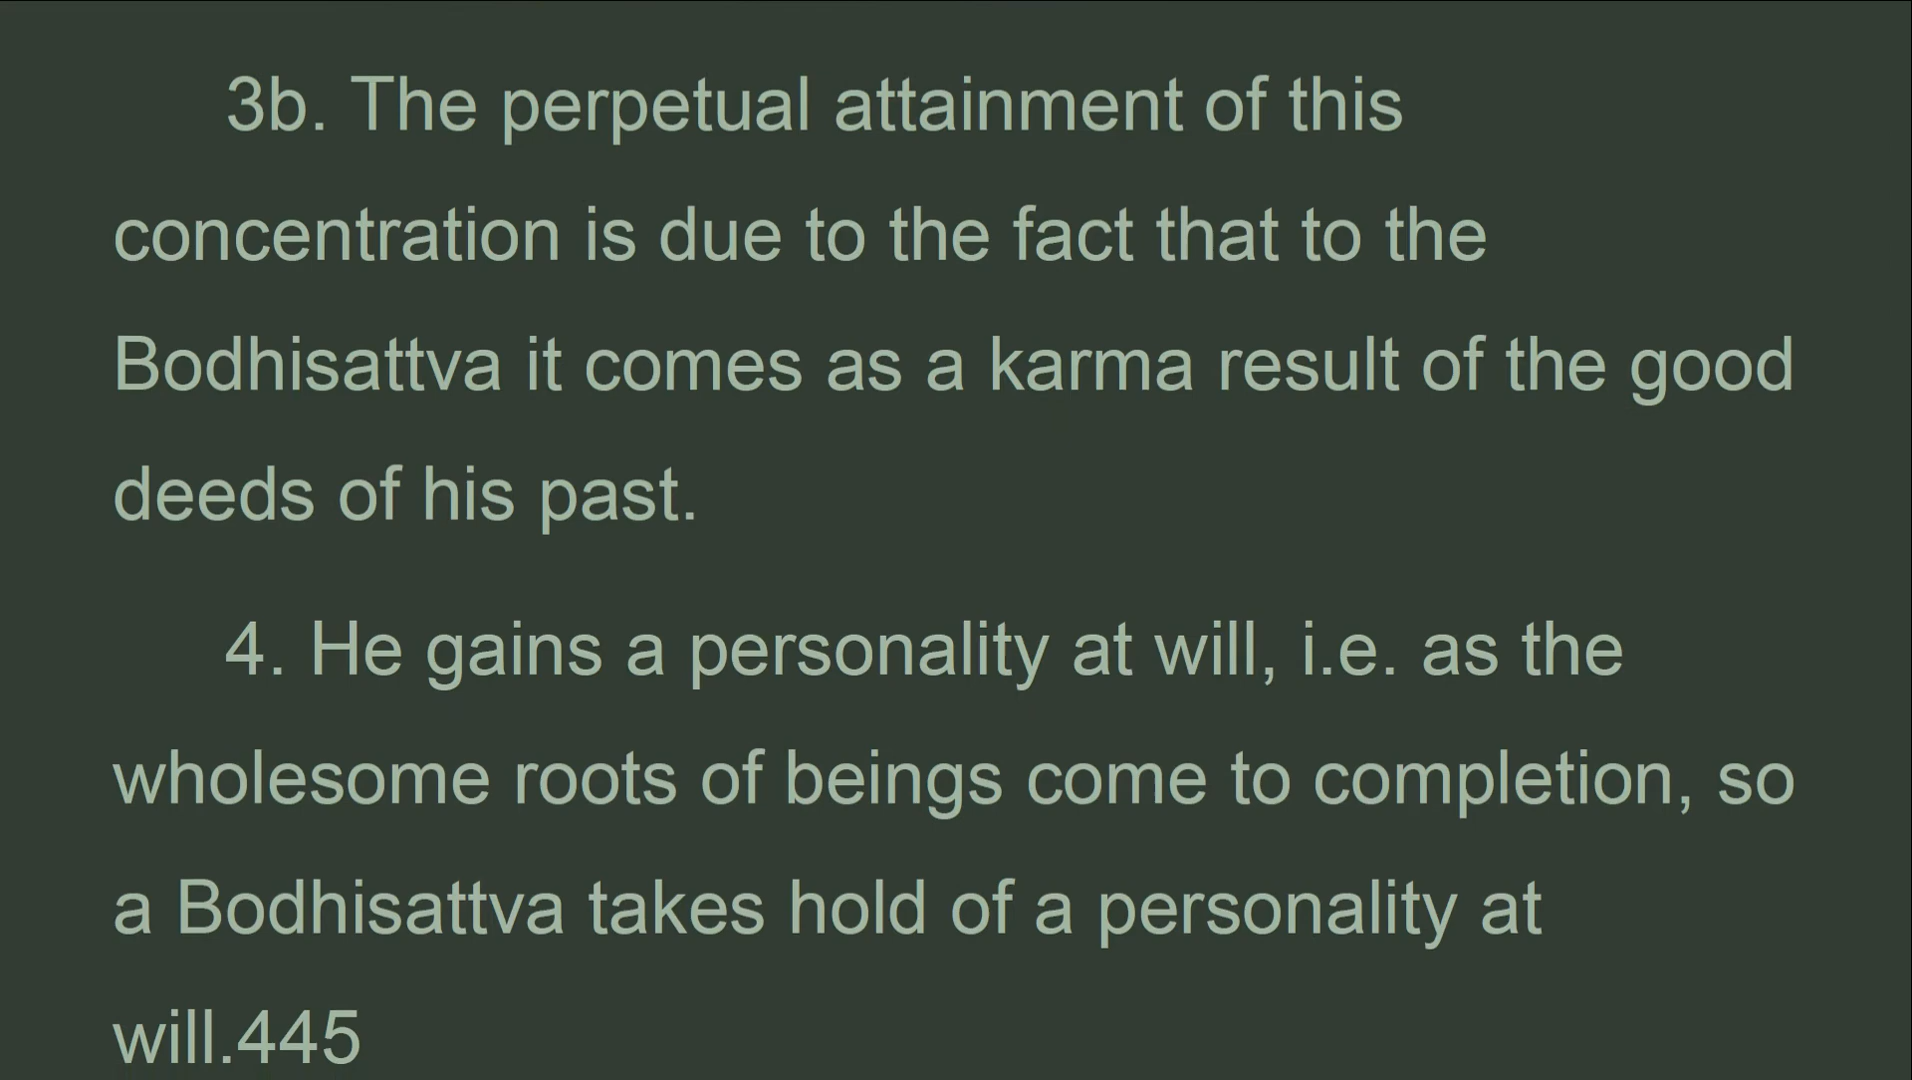 3b. The perpetual attainment of this
concentration is due to the fact that to the
Bodhisattva it comes as a karma result of the good
deeds of his past.
4. He gains a personality at will, i.e. as the
wholesome roots of beings come to completion, so
a Bodhisattva takes hold of a personality at
will.445